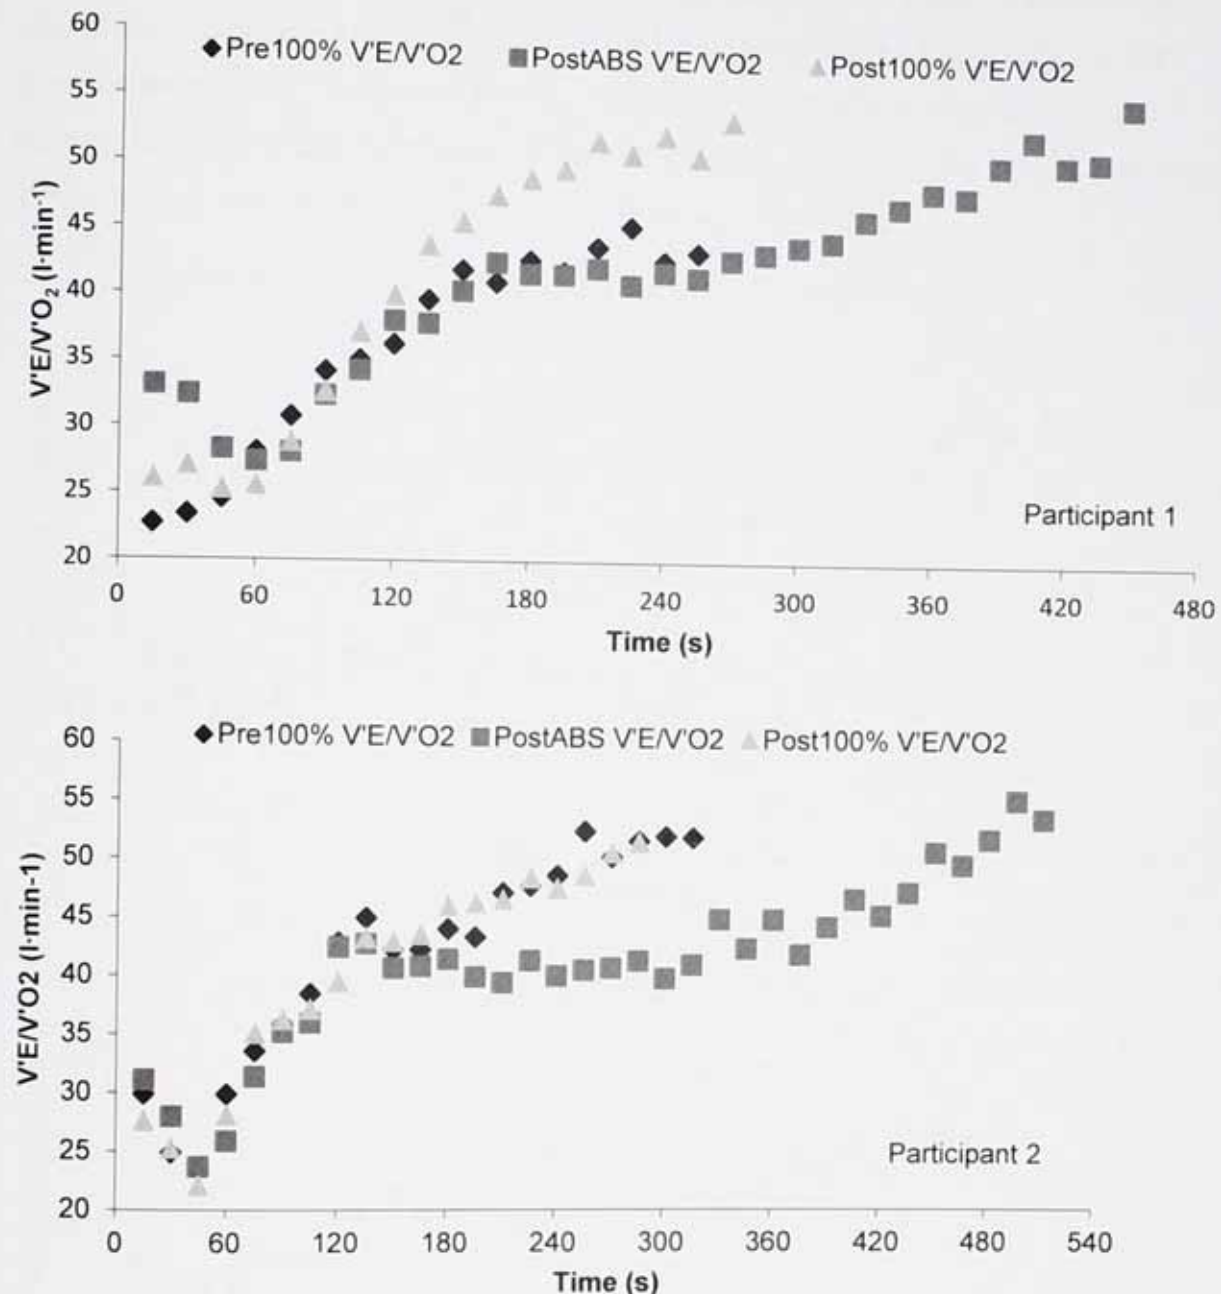 60
◆Pre100% V'E/V'O2 ■PostABS V'E/V'O2 ▲Post100% V'E/V'O2
55
50
45
40
35
30
25
20
V'E/V'O₂ (l·min⁻¹)
Participant 1
0 60 120 180 240 300 360 420 480
Time (s)
60
◆Pre100% V'E/V'O2 ■PostABS V'E/V'O2 ▲Post100% V'E/V'O2
55
50
45
40
35
30
25
20
V'E/V'O2 (l·min-1)
Participant 2
0 60 120 180 240 300 360 420 480 540
Time (s)